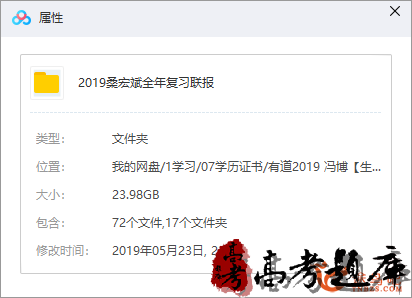 属性
2019桑宏斌全年复习联报
类型： 文件夹
位置： 我的网盘/1学习/07学历证书/有道2019 冯博【生...
大小： 23.98GB
包含： 72个文件,17个文件夹
修改时间： 2019年05月23日, 2
高考
高考题库